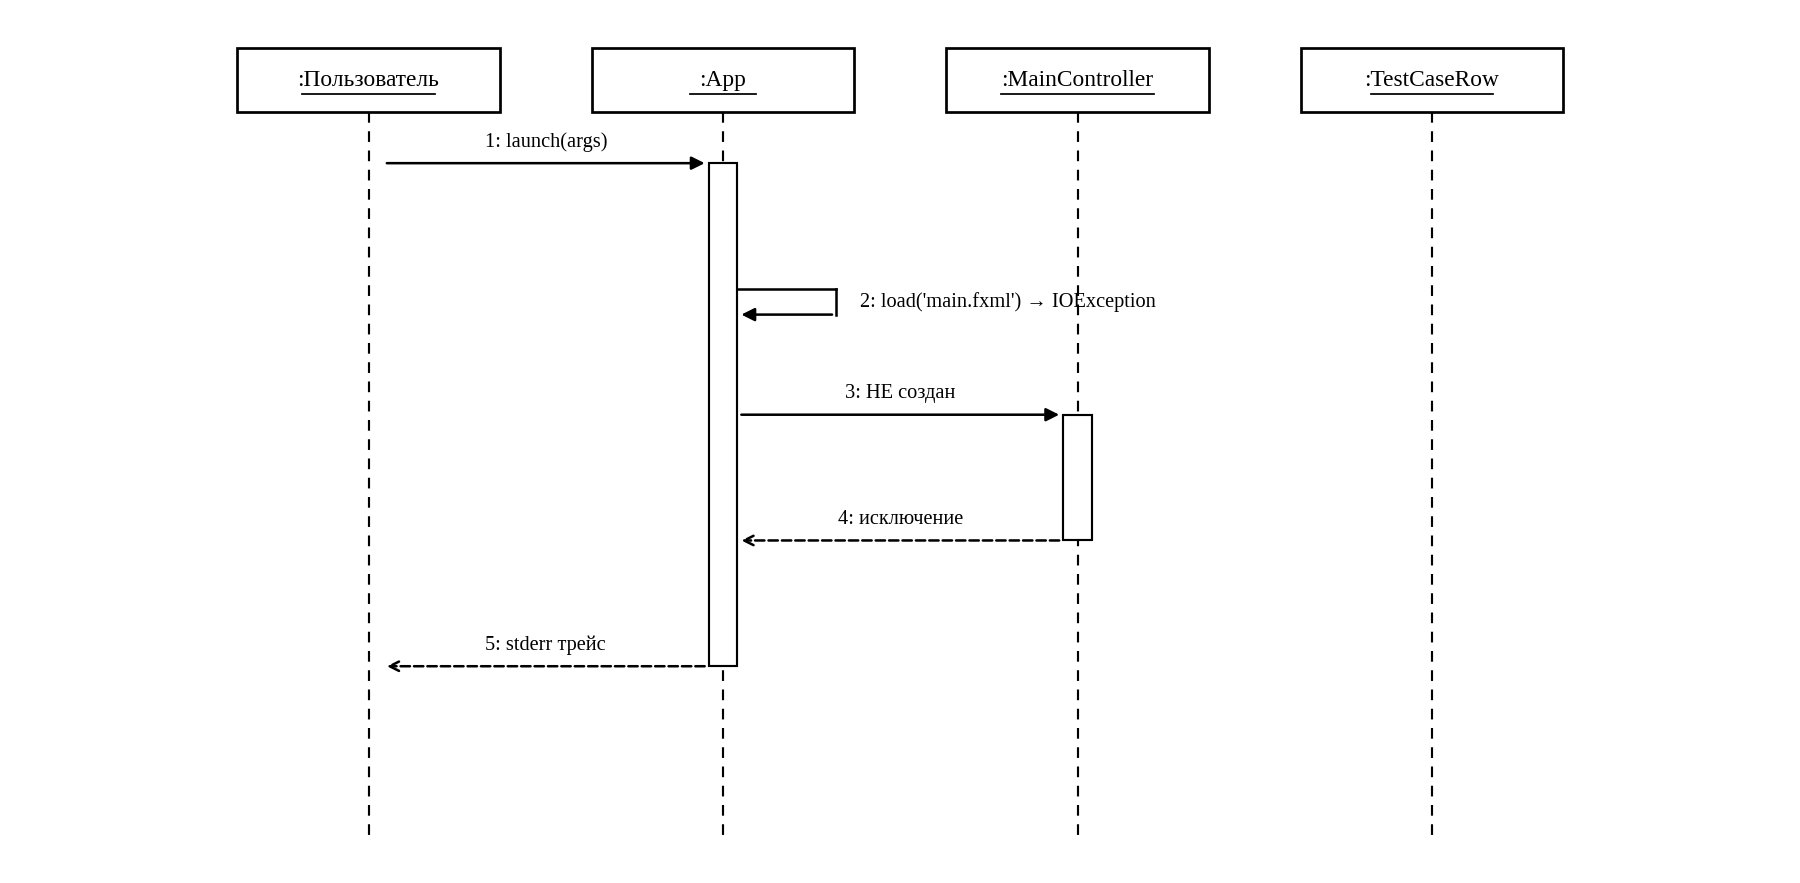 :Пользователь
:App
:MainController
:TestCaseRow
1: launch(args)
2: load('main.fxml') → IOException
3: НЕ создан
4: исключение
5: stderr трейс